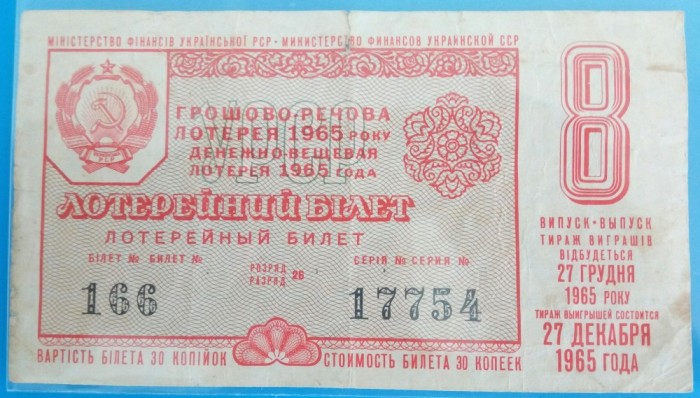 МІНІСТЕРСТВО ФІНАНСІВ УКРАЇНСЬКОЇ РСР · МИНИСТЕРСТВО ФИНАНСОВ УКРАИНСКОЙ ССР
ГРОШОВО-РЕЧОВА
ЛОТЕРЕЯ 1965 РОКУ
ДЕНЕЖНО-ВЕЩЕВАЯ
ЛОТЕРЕЯ 1965 ГОДА
УРСР
ЛОТЕРЕЙНИЙ БІЛЕТ
ЛОТЕРЕЙНЫЙ БИЛЕТ
БІЛЕТ № БИЛЕТ №
РОЗРЯД
РАЗРЯД 2В
СЕРІЯ № СЕРИЯ №
166
17754
ВАРТІСТЬ БІЛЕТА 30 КОПІЙОК
СТОИМОСТЬ БИЛЕТА 30 КОПЕЕК
8
ВИПУСК · ВЫПУСК
ТИРАЖ ВИГРАШІВ
ВІДБУДЕТЬСЯ
27 ГРУДНЯ
1965 РОКУ
ТИРАЖ ВЫИГРЫШЕЙ СОСТОИТСЯ
27 ДЕКАБРЯ
1965 ГОДА